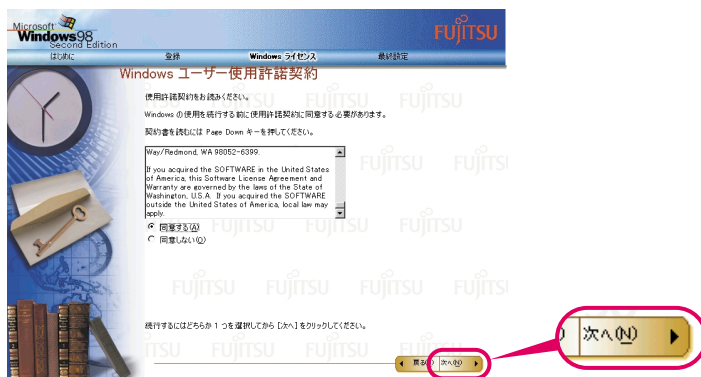 Microsoft
Windows98
Second Edition
FUJITSU
はじめに 登録 Windows ライセンス 最終設定
Windows ユーザー使用許諾契約
使用許諾契約をお読みください。
Windows の使用を続行する前に使用許諾契約に同意する必要があります。
契約書を読むには Page Down キーを押してください。
Way/Redmond, WA 98052-6399.
If you acquired the SOFTWARE in the United States
of America, this Software License Agreement and
Warranty are governed by the laws of the State of
Washington, U.S.A. If you acquired the SOFTWARE
outside the United States of America, local law may
apply.
同意する(A)
同意しない(D)
続行するにはどちらか 1 つを選択してから [次へ] をクリックしてください。
戻る 次へ(N)
次へ(N)